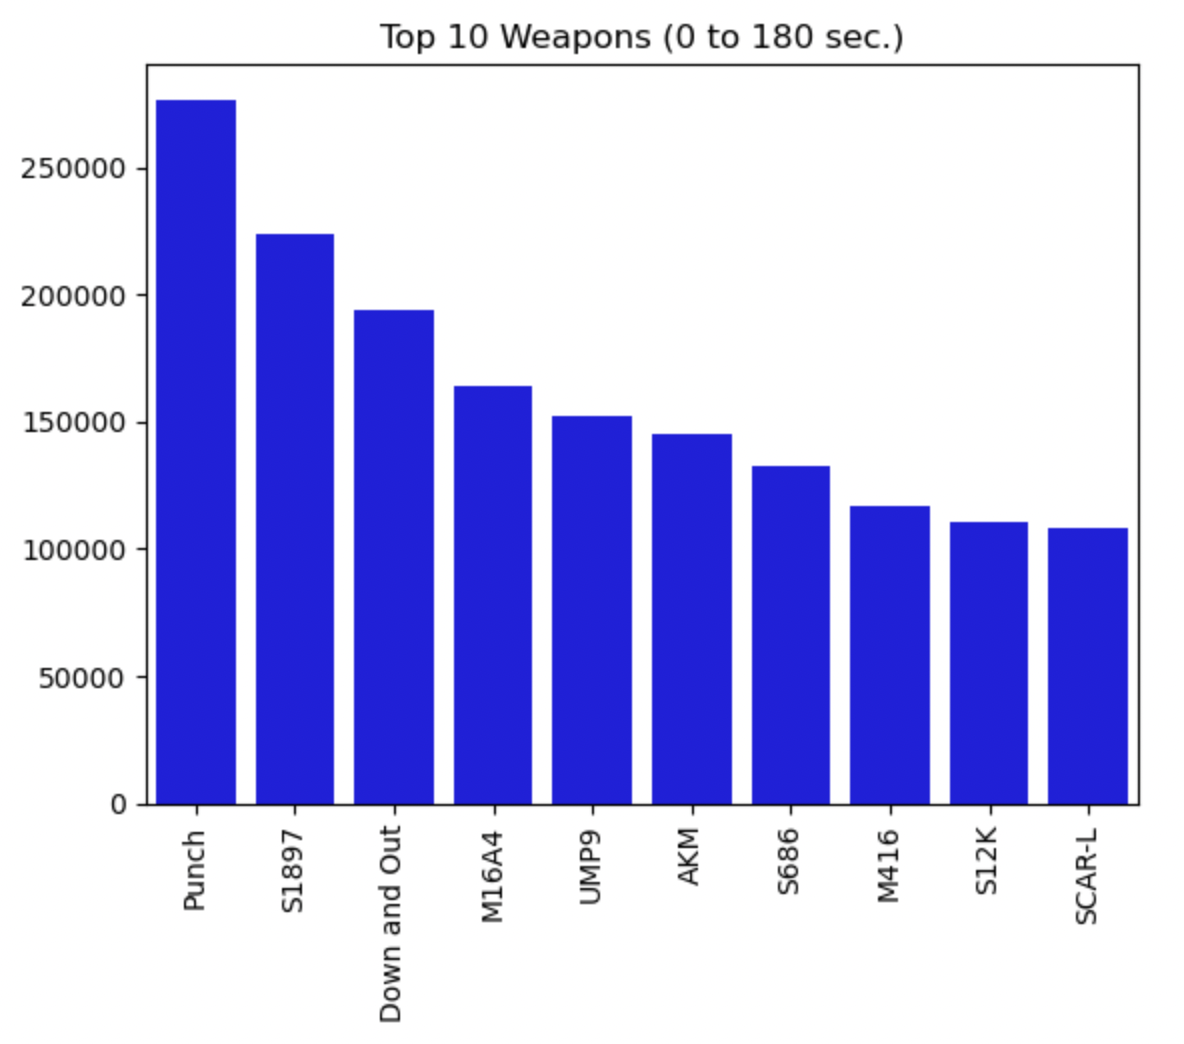 Top 10 Weapons (0 to 180 sec.)
250000
200000
150000
100000
50000
0
Punch
S1897
Down and Out
M16A4
UMP9
AKM
S686
M416
S12K
SCAR-L